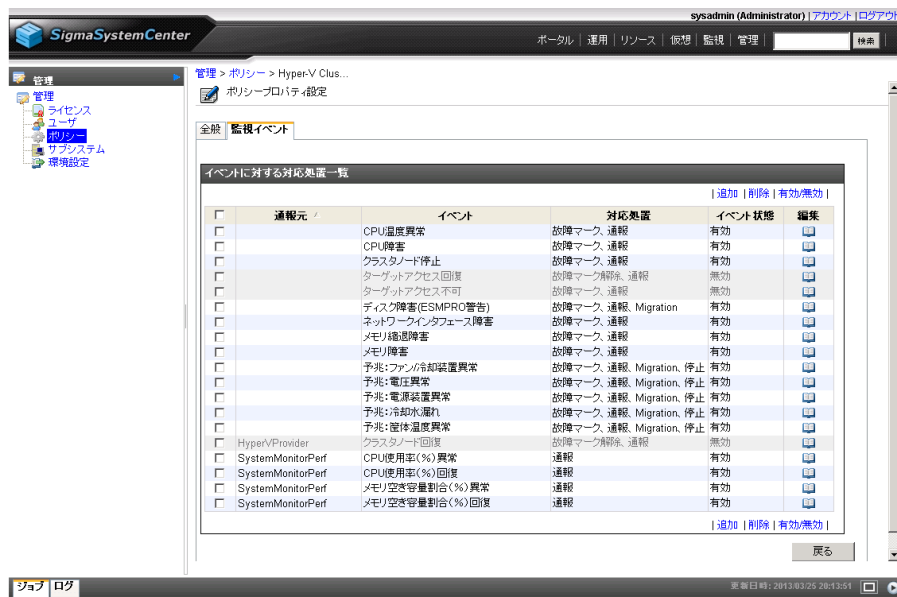 sysadmin (Administrator) | アカウント | ログアウ
SigmaSystemCenter
ポータル | 運用 | リソース | 仮想 | 監視 | 管理 | 検索
管理
管理
ライセンス
ユーザ
ポリシー
サブシステム
環境設定
管理 > ポリシー > Hyper-V Clus...
ポリシープロパティ設定
全般 監視イベント
イベントに対する対応処置一覧
| 追加 | 削除 | 有効/無効 |
通報元 イベント 対応処置 イベント状態 編集
CPU温度異常 故障マーク、通報 有効
CPU障害 故障マーク、通報 有効
クラスタノード停止 故障マーク、通報 有効
ターゲットアクセス回復 故障マーク解除、通報 無効
ターゲットアクセス不可 故障マーク、通報 無効
ディスク障害(ESMPRO警告) 故障マーク、通報、Migration 有効
ネットワークインタフェース障害 故障マーク、通報 有効
メモリ縮退障害 故障マーク、通報 有効
メモリ障害 故障マーク、通報 有効
予兆:ファン/冷却装置異常 故障マーク、通報、Migration、停止 有効
予兆:電圧異常 故障マーク、通報、Migration、停止 有効
予兆:電源装置異常 故障マーク、通報、Migration、停止 有効
予兆:冷却水漏れ 故障マーク、通報、Migration、停止 有効
予兆:筐体温度異常 故障マーク、通報、Migration、停止 有効
HyperVProvider クラスタノード回復 故障マーク解除、通報 無効
SystemMonitorPerf CPU使用率(%)異常 通報 有効
SystemMonitorPerf CPU使用率(%)回復 通報 有効
SystemMonitorPerf メモリ空き容量割合(%)異常 通報 有効
SystemMonitorPerf メモリ空き容量割合(%)回復 通報 有効
| 追加 | 削除 | 有効/無効 |
戻る
ジョブ ログ
更新日時: 2013/03/25 20:13:51